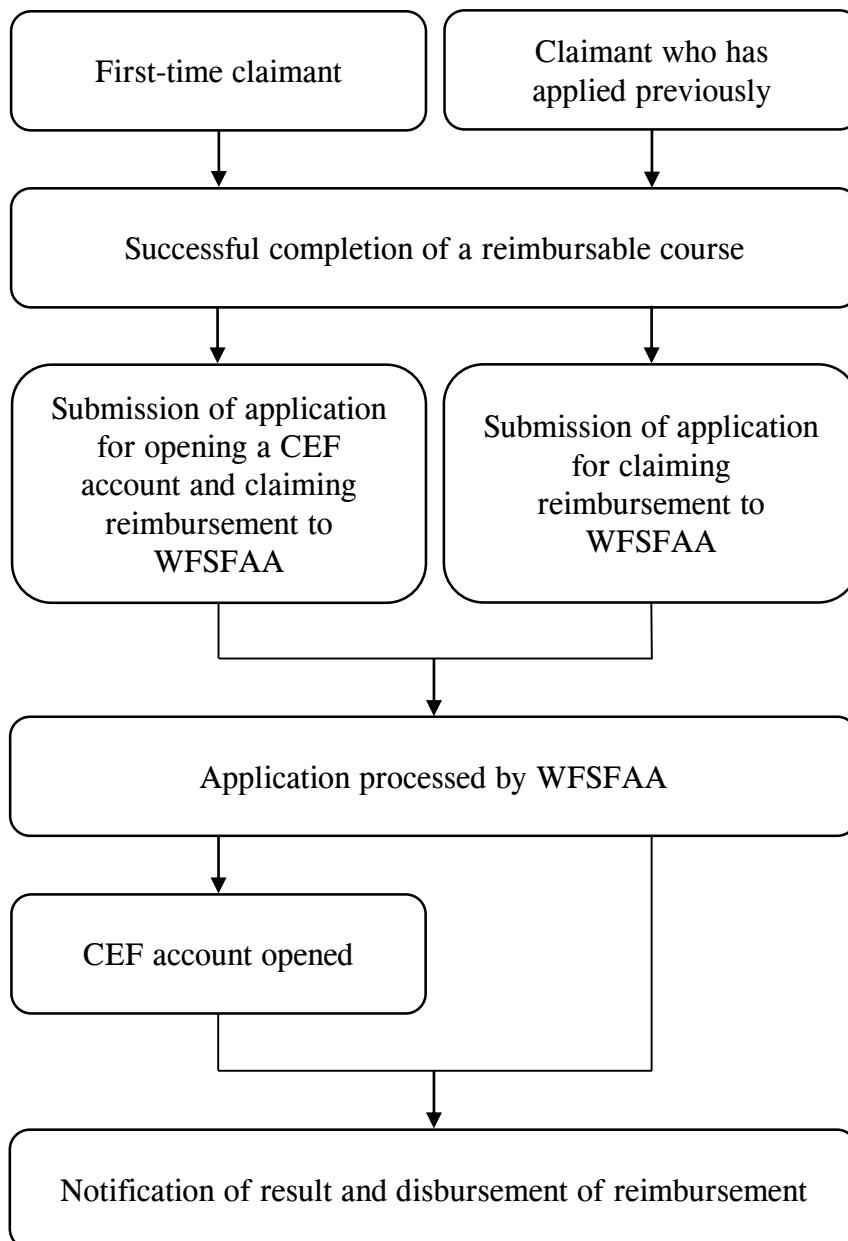 First-time claimant
Claimant who has
applied previously
Successful completion of a reimbursable course
Submission of application
for opening a CEF
account and claiming
reimbursement to
WFSFAA
Submission of application
for claiming
reimbursement to
WFSFAA
Application processed by WFSFAA
CEF account opened
Notification of result and disbursement of reimbursement